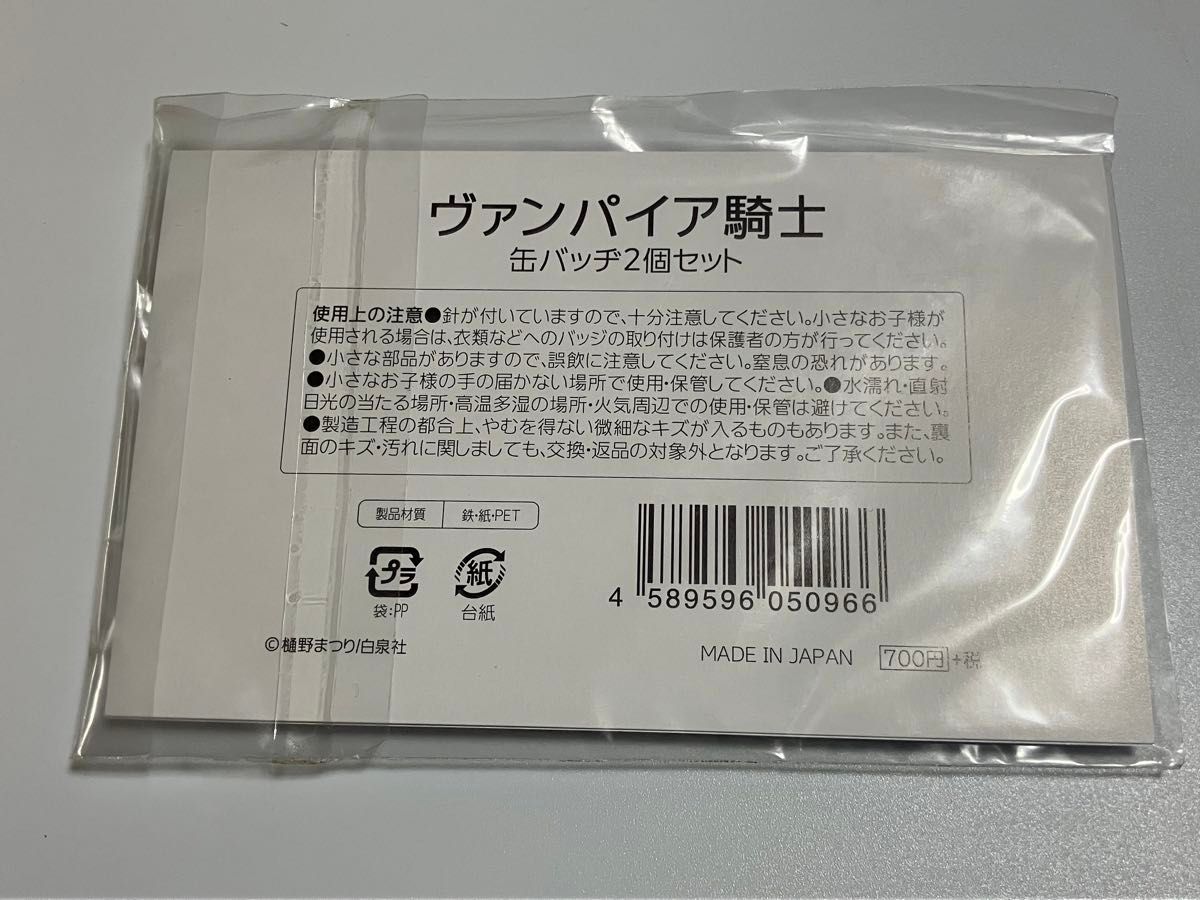 ヴァンパイア騎士
缶バッヂ2個セット
使用上の注意●針が付いていますので、十分注意してください。小さなお子様が
使用される場合は、衣類などへのバッジの取り付けは保護者の方が行ってください。
●小さな部品がありますので、誤飲に注意してください。窒息の恐れがあります。
●小さなお子様の手の届かない場所で使用・保管してください。●水濡れ・直射
日光の当たる場所・高温多湿の場所・火気周辺での使用・保管は避けてください。
●製造工程の都合上、やむを得ない微細なキズが入るものもあります。また、裏
面のキズ・汚れに関しましても、交換・返品の対象外となります。ご了承ください。
製品材質 鉄・紙・PET
プラ 紙
袋:PP 台紙
4 589596 050966
©樋野まつり/白泉社
MADE IN JAPAN 700円+税